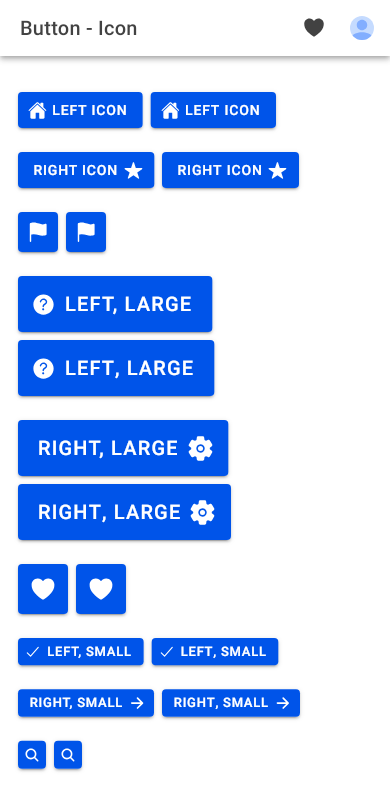 Button - Icon
LEFT ICON LEFT ICON
RIGHT ICON RIGHT ICON
LEFT, LARGE
LEFT, LARGE
RIGHT, LARGE
RIGHT, LARGE
LEFT, SMALL LEFT, SMALL
RIGHT, SMALL RIGHT, SMALL